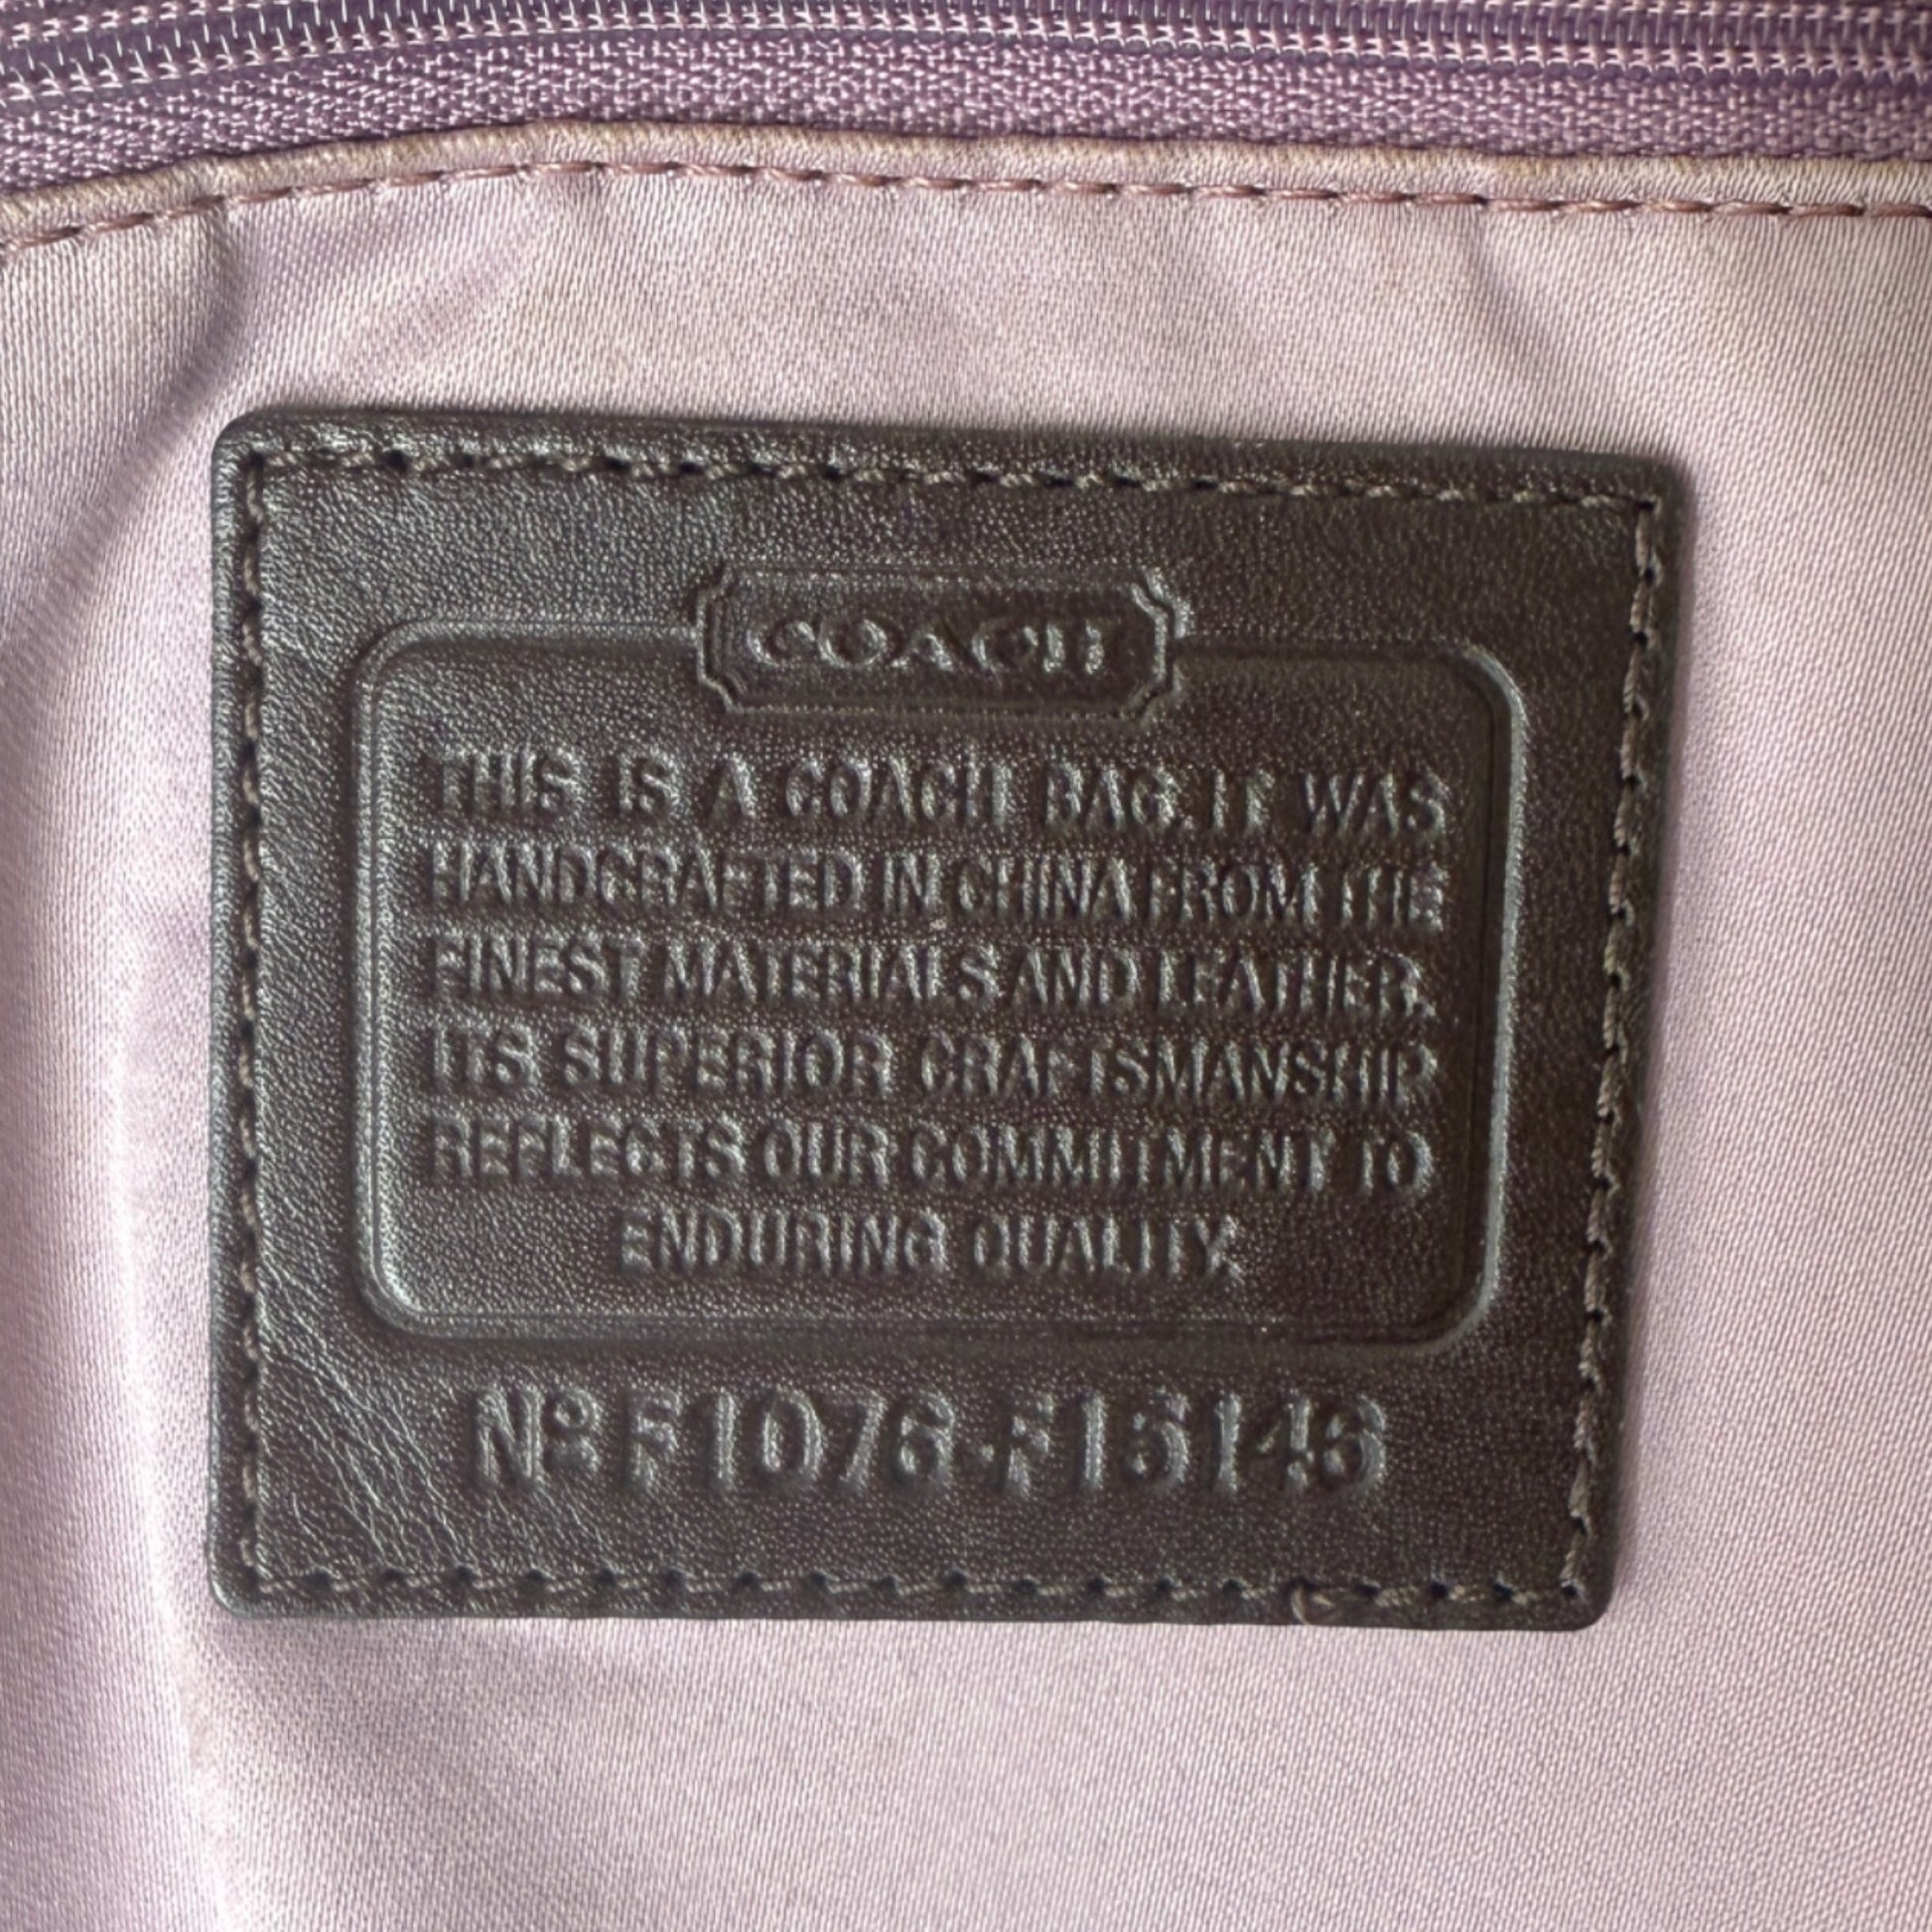 COACH
THIS IS A COACH BAG. IT WAS
HANDCRAFTED IN CHINA FROM THE
FINEST MATERIALS AND LEATHER.
ITS SUPERIOR CRAFTSMANSHIP
REFLECTS OUR COMMITMENT TO
ENDURING QUALITY.
Nº F1076-F16146